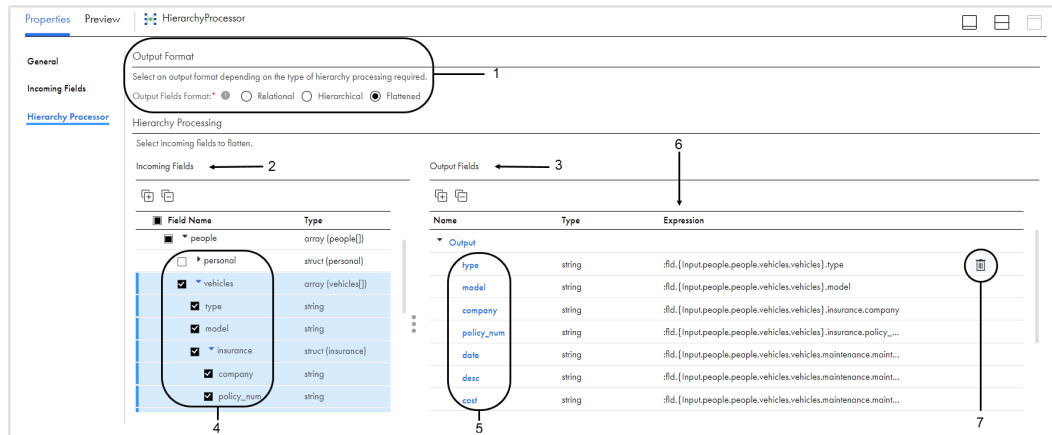 Properties Preview HierarchyProcessor
General
Incoming Fields
Hierarchy Processor
Output Format
Select an output format depending on the type of hierarchy processing required.
Output Fields Format:* Relational Hierarchical Flattened
1
Hierarchy Processing
Select incoming fields to flatten.
Incoming Fields
2
Output Fields
3
6
Field Name Type
people array (people[])
personal struct (personal)
vehicles array (vehicles[])
type string
model string
insurance struct (insurance)
company string
policy_num string
4
Name Type Expression
Output
type string :fld.{Input.people.people.vehicles.vehicles}.type
model string :fld.{Input.people.people.vehicles.vehicles}.model
company string :fld.{Input.people.people.vehicles.vehicles}.insurance.company
policy_num string :fld.{Input.people.people.vehicles.vehicles}.insurance.policy_...
date string :fld.{Input.people.people.vehicles.vehicles.maintenance.maint...
desc string :fld.{Input.people.people.vehicles.vehicles.maintenance.maint...
cost string :fld.{Input.people.people.vehicles.vehicles.maintenance.maint...
5
7